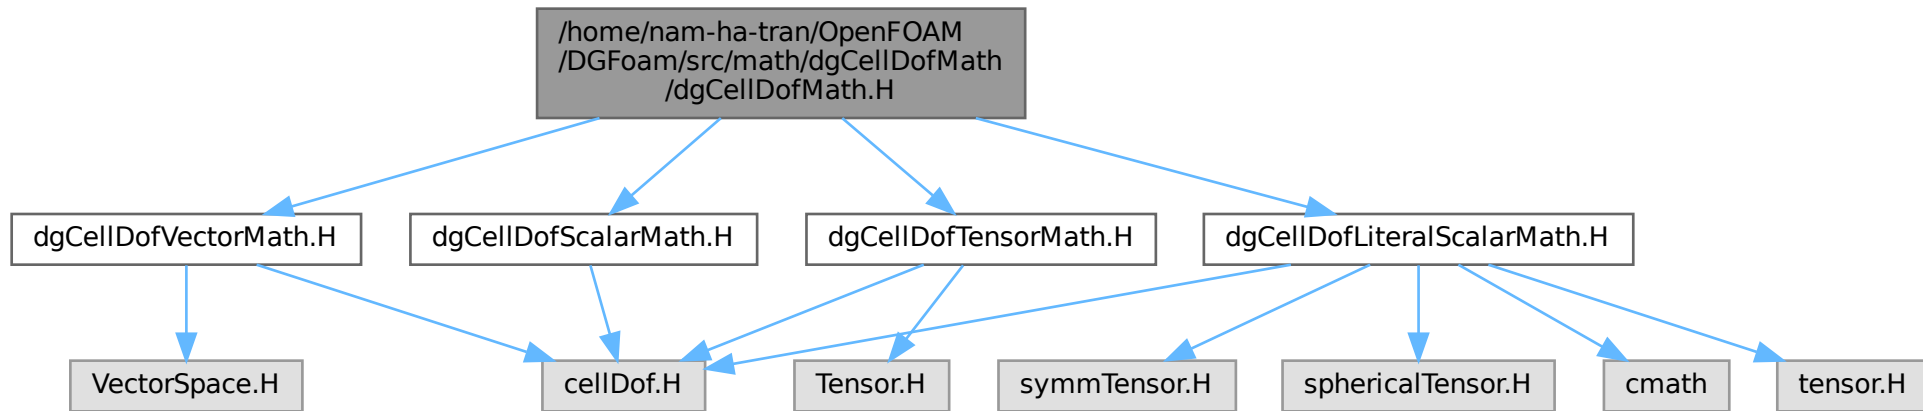 /home/nam-ha-tran/OpenFOAM
/DGFoam/src/math/dgCellDofMath
/dgCellDofMath.H
dgCellDofVectorMath.H
dgCellDofScalarMath.H
dgCellDofTensorMath.H
dgCellDofLiteralScalarMath.H
VectorSpace.H
cellDof.H
Tensor.H
symmTensor.H
sphericalTensor.H
cmath
tensor.H